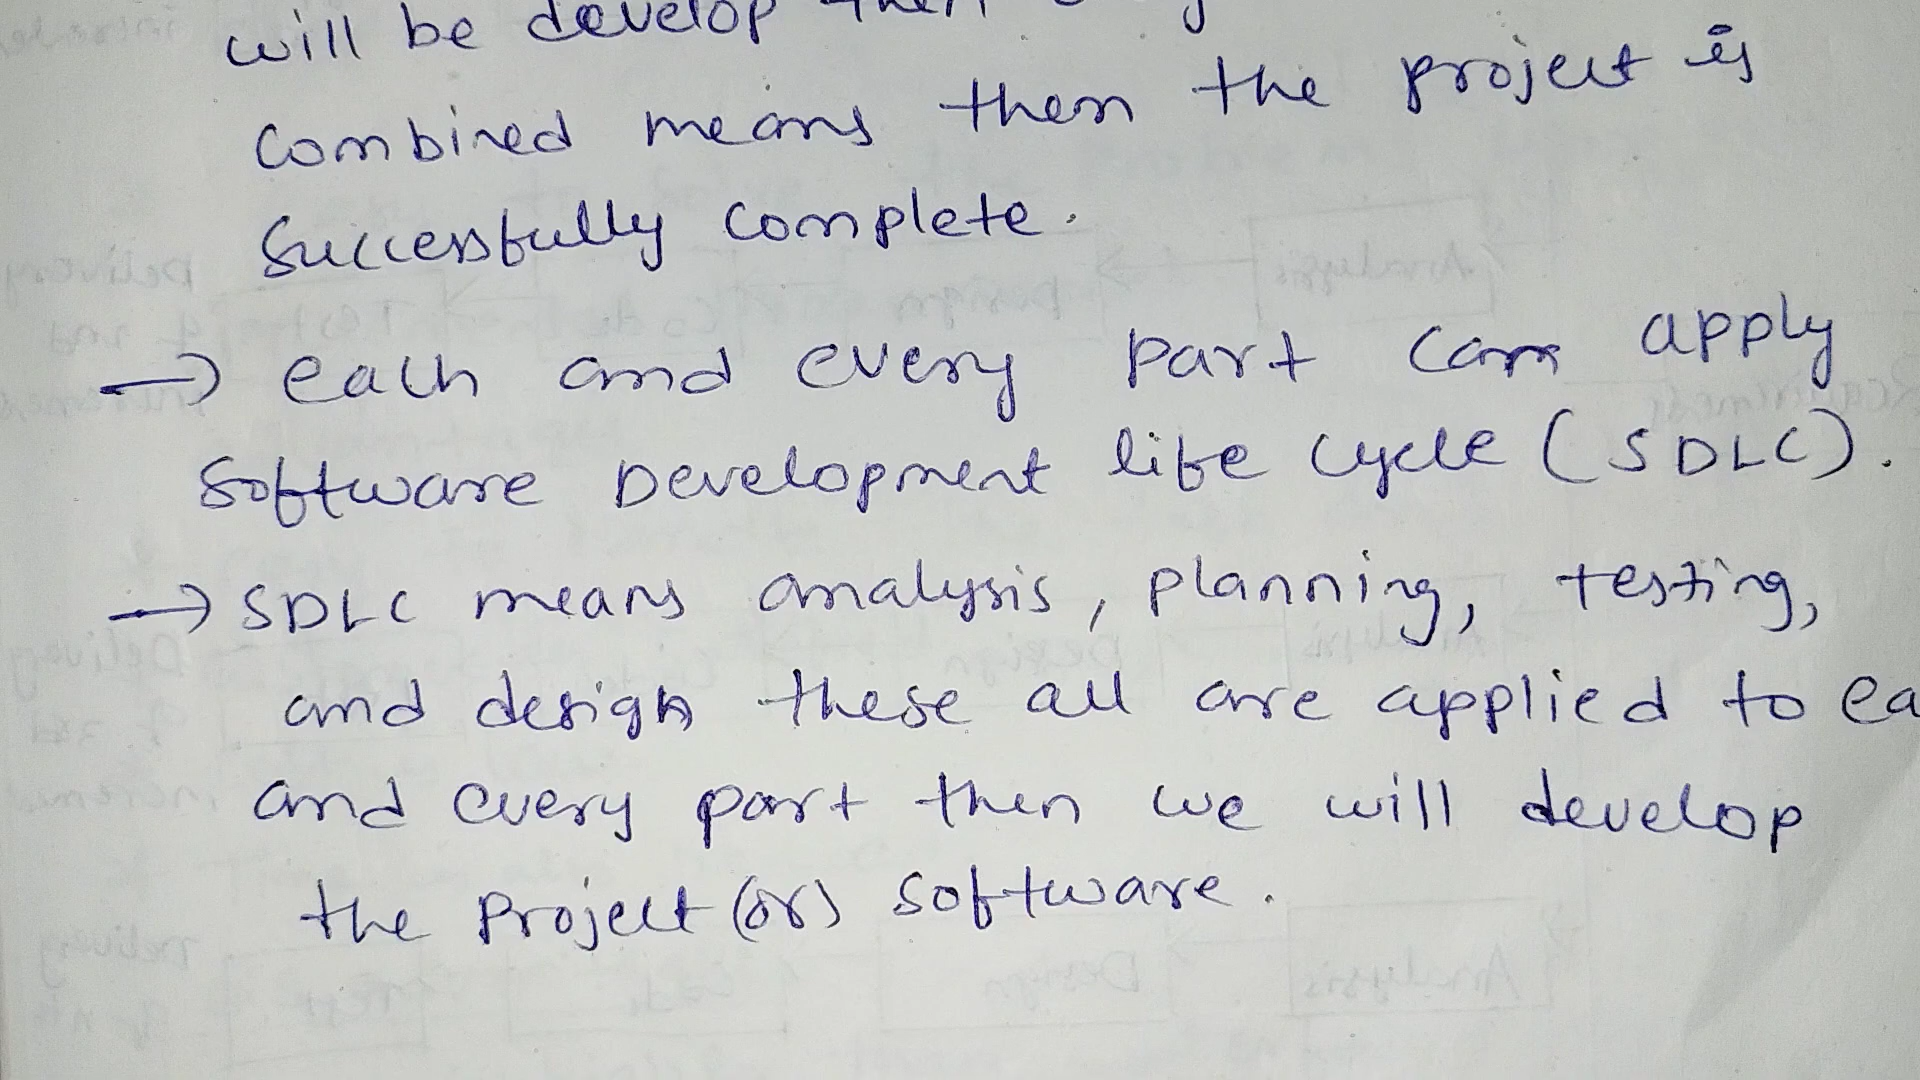 will be develop then
Combined means then the project is
Successfully complete.
→ each and every part can apply
Software Development life cycle (SDLC).
→ SDLC means analysis, planning, testing,
and design these all are applied to ea
and every part then we will develop
the Project (or) Software.